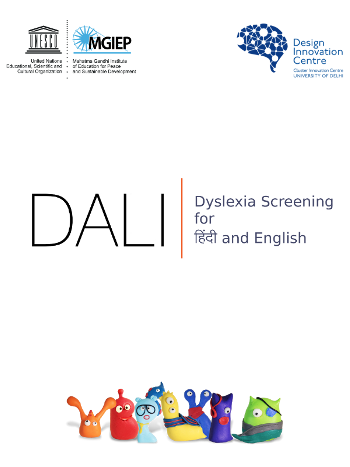 UNESCO
MGIEP
United Nations
Educational, Scientific and
Cultural Organization
Mahatma Gandhi Institute
of Education for Peace
and Sustainable Development
Design
Innovation
Centre
Cluster Innovation Centre
UNIVERSITY OF DELHI
DALI
Dyslexia Screening
for
हिंदी and English